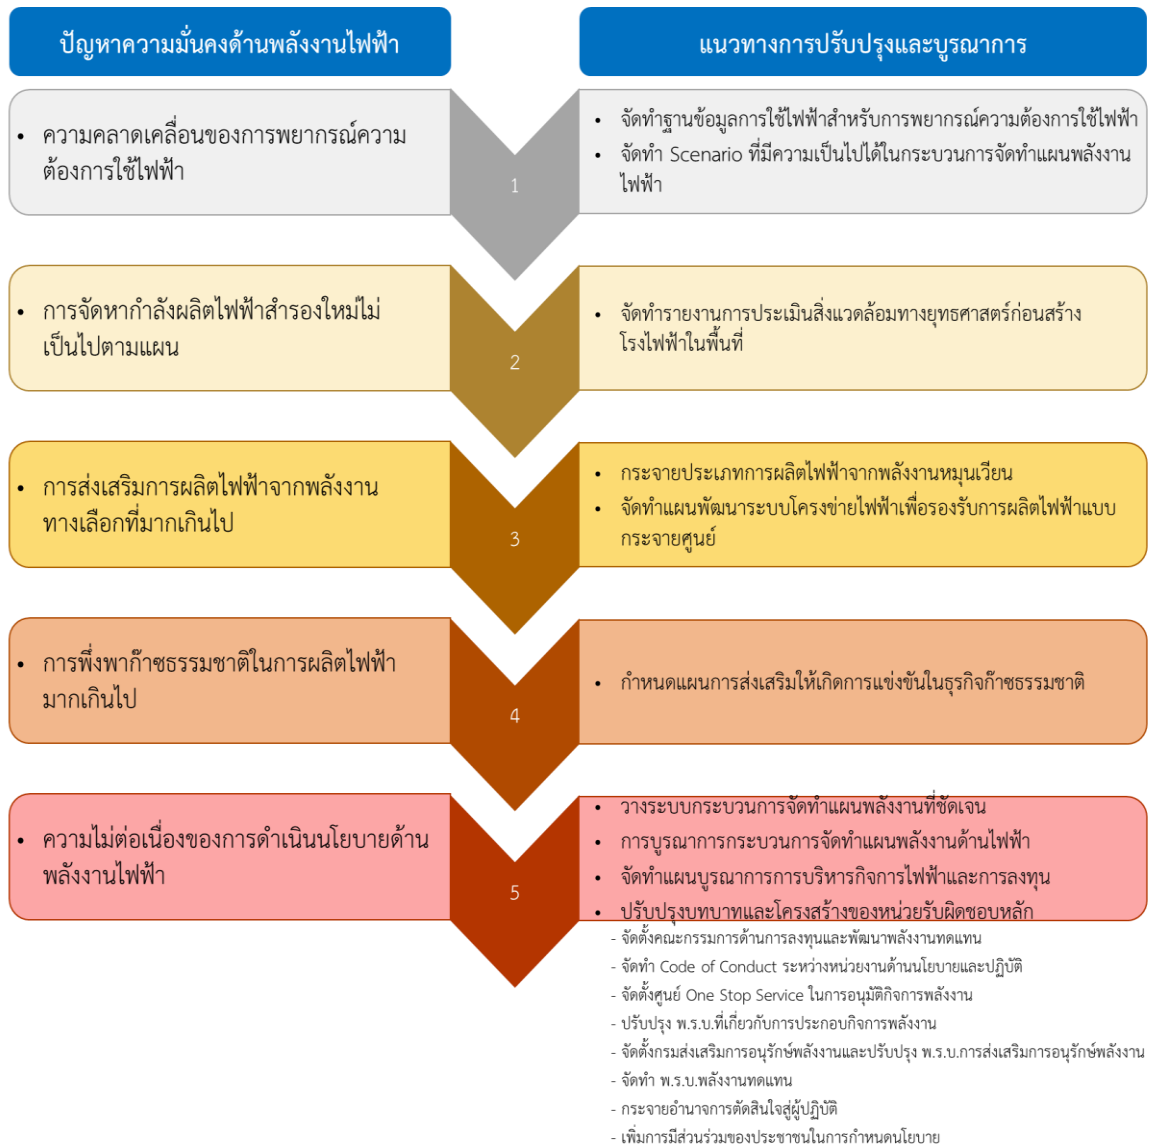 ปัญหาความมั่นคงด้านพลังงานไฟฟ้า
แนวทางการปรับปรุงและบูรณาการ
• ความคลาดเคลื่อนของการพยากรณ์ความ
ต้องการใช้ไฟฟ้า
1
• จัดทำฐานข้อมูลการใช้ไฟฟ้าสำหรับการพยากรณ์ความต้องการใช้ไฟฟ้า
• จัดทำ Scenario ที่มีความเป็นไปได้ในกระบวนการจัดทำแผนพลังงาน
ไฟฟ้า
• การจัดหากำลังผลิตไฟฟ้าสำรองใหม่ไม่
เป็นไปตามแผน
2
• จัดทำรายงานการประเมินสิ่งแวดล้อมทางยุทธศาสตร์ก่อนสร้าง
โรงไฟฟ้าในพื้นที่
• การส่งเสริมการผลิตไฟฟ้าจากพลังงาน
ทางเลือกที่มากเกินไป
3
• กระจายประเภทการผลิตไฟฟ้าจากพลังงานหมุนเวียน
• จัดทำแผนพัฒนาระบบโครงข่ายไฟฟ้าเพื่อรองรับการผลิตไฟฟ้าแบบ
กระจายศูนย์
• การพึ่งพาก๊าซธรรมชาติในการผลิตไฟฟ้า
มากเกินไป
4
• กำหนดแผนการส่งเสริมให้เกิดการแข่งขันในธุรกิจก๊าซธรรมชาติ
• ความไม่ต่อเนื่องของการดำเนินนโยบายด้าน
พลังงานไฟฟ้า
5
• วางระบบกระบวนการจัดทำแผนพลังงานที่ชัดเจน
• การบูรณาการกระบวนการจัดทำแผนพลังงานด้านไฟฟ้า
• จัดทำแผนบูรณาการการบริหารกิจการไฟฟ้าและการลงทุน
• ปรับปรุงบทบาทและโครงสร้างของหน่วยรับผิดชอบหลัก
- จัดตั้งคณะกรรมการด้านการลงทุนและพัฒนาพลังงานทดแทน
- จัดทำ Code of Conduct ระหว่างหน่วยงานด้านนโยบายและปฏิบัติ
- จัดตั้งศูนย์ One Stop Service ในการอนุมัติกิจการพลังงาน
- ปรับปรุง พ.ร.บ.ที่เกี่ยวกับการประกอบกิจการพลังงาน
- จัดตั้งกรมส่งเสริมการอนุรักษ์พลังงานและปรับปรุง พ.ร.บ.การส่งเสริมการอนุรักษ์พลังงาน
- จัดทำ พ.ร.บ.พลังงานทดแทน
- กระจายอำนาจการตัดสินใจสู่ผู้ปฏิบัติ
- เพิ่มการมีส่วนร่วมของประชาชนในการกำหนดนโยบาย